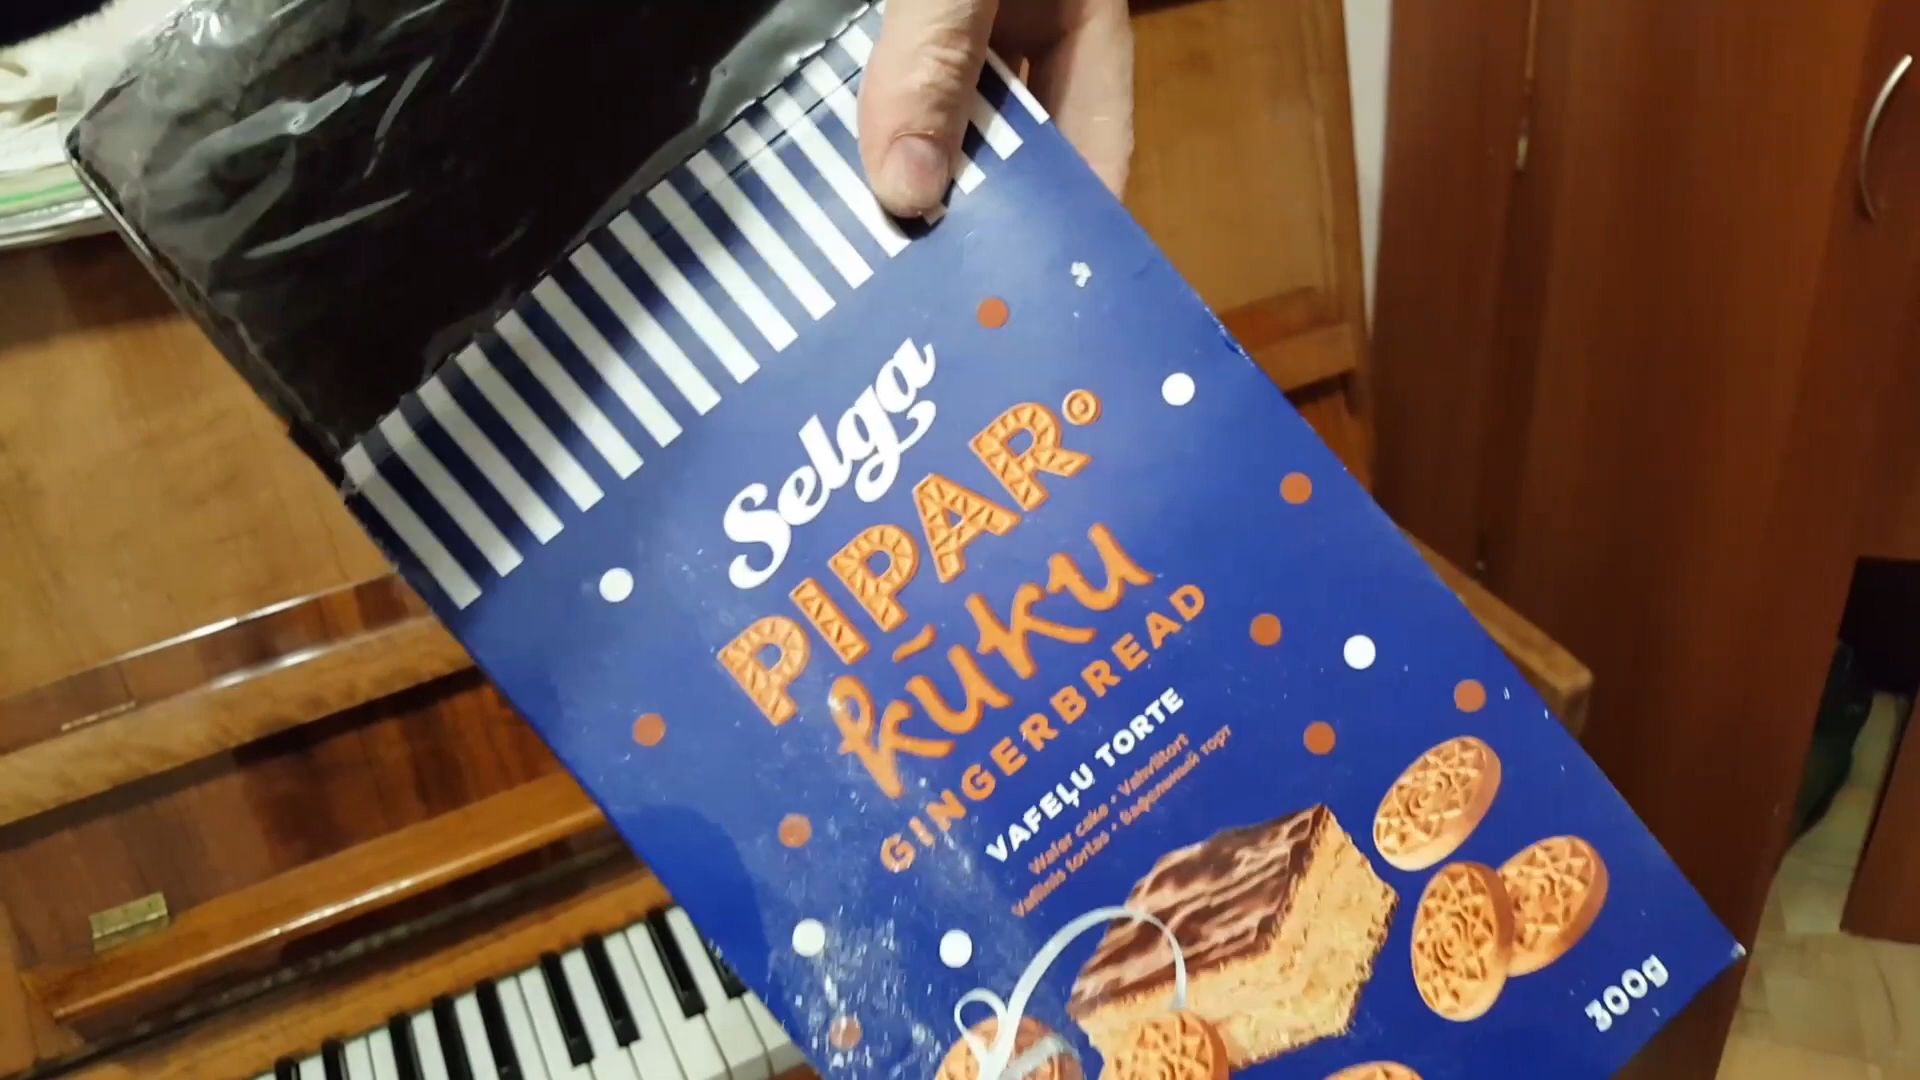 Selga
PIPAR®
kūku
GINGERBREAD
VAFEĻU TORTE
Wafer cake • Vahvlitort
Vaflinis tortas • Вафельный торт
300g